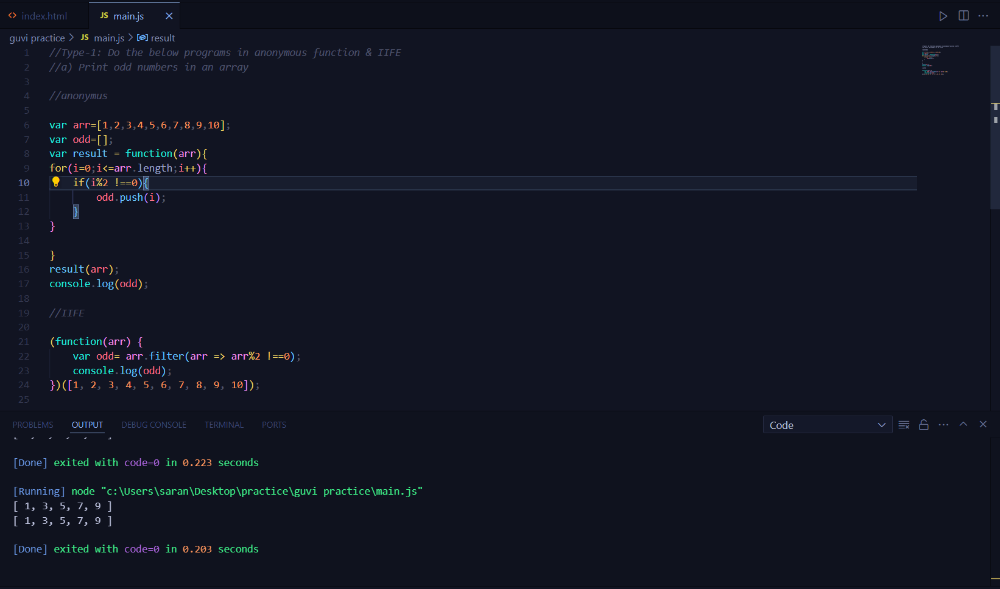 <> index.html JS main.js ×
guvi practice > JS main.js > result
1 //Type-1: Do the below programs in anonymous function & IIFE
2 //a) Print odd numbers in an array
3
4 //anonymus
5
6 var arr=[1,2,3,4,5,6,7,8,9,10];
7 var odd=[];
8 var result = function(arr){
9 for(i=0;i<=arr.length;i++){
10     if(i%2 !==0){
11         odd.push(i);
12     }
13 }
14
15 }
16 result(arr);
17 console.log(odd);
18
19 //IIFE
20
21 (function(arr) {
22     var odd= arr.filter(arr => arr%2 !==0);
23     console.log(odd);
24 })([1, 2, 3, 4, 5, 6, 7, 8, 9, 10]);
25
PROBLEMS OUTPUT DEBUG CONSOLE TERMINAL PORTS Code
[Done] exited with code=0 in 0.223 seconds
[Running] node "c:\Users\saran\Desktop\practice\guvi practice\main.js"
[ 1, 3, 5, 7, 9 ]
[ 1, 3, 5, 7, 9 ]
[Done] exited with code=0 in 0.203 seconds